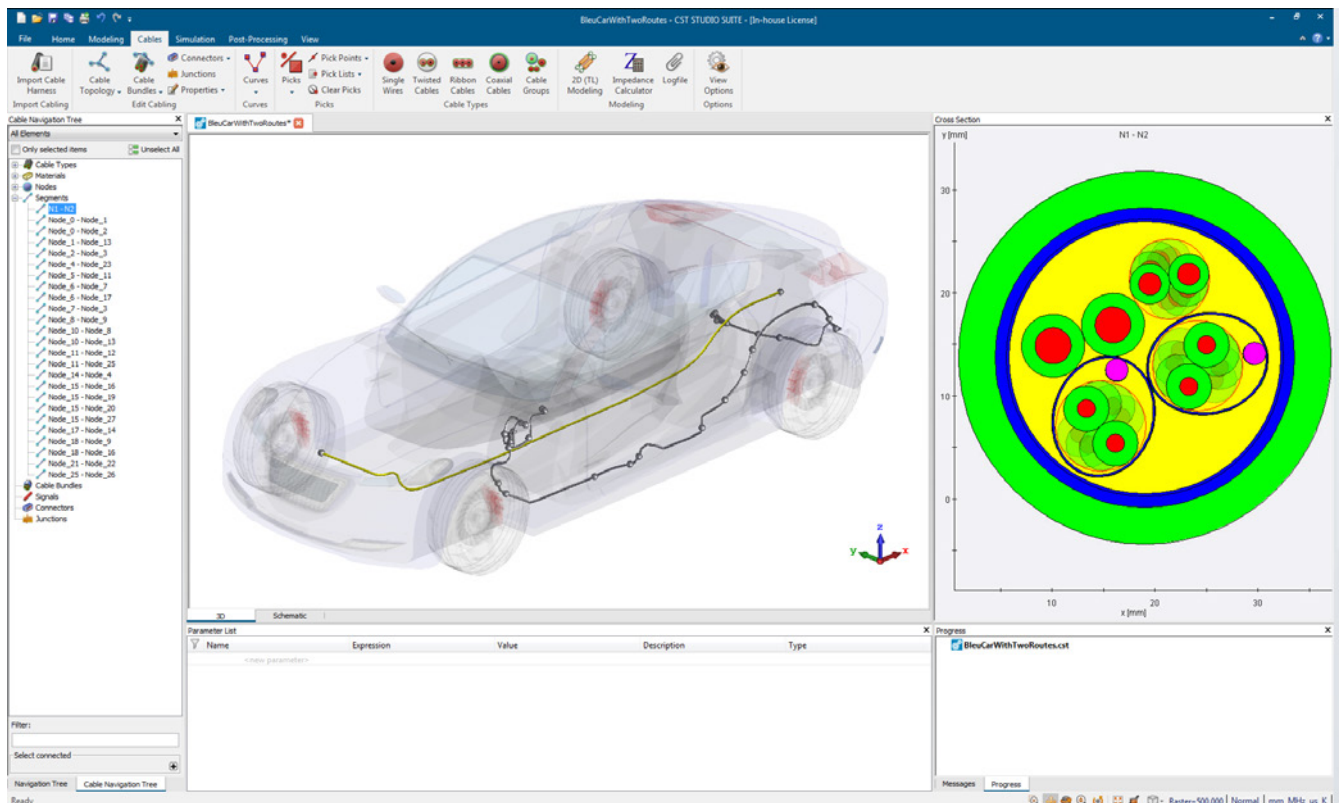 BleuCarWithTwoRoutes - CST STUDIO SUITE - [In-house License]
File Home Modeling Cables Simulation Post-Processing View
Import Cable Harness
Import Cabling
Cable Topology
Cable Bundles
Connectors
Junctions
Properties
Edit Cabling
Curves
Curves
Picks
Pick Points
Pick Lists
Clear Picks
Picks
Single Wires
Twisted Cables
Ribbon Cables
Coaxial Cables
Cable Groups
Cable Types
2D (TL) Modeling
Impedance Calculator
Logfile
Modeling
View Options
Options
Cable Navigation Tree X
All Elements
Only selected items Unselect All
Cable Types
Materials
Nodes
Segments
N1 - N2
Node_0 - Node_1
Node_0 - Node_2
Node_1 - Node_13
Node_2 - Node_3
Node_4 - Node_23
Node_5 - Node_11
Node_6 - Node_7
Node_6 - Node_17
Node_7 - Node_3
Node_8 - Node_9
Node_10 - Node_8
Node_10 - Node_13
Node_11 - Node_12
Node_11 - Node_25
Node_14 - Node_4
Node_15 - Node_16
Node_15 - Node_19
Node_15 - Node_20
Node_15 - Node_27
Node_17 - Node_14
Node_18 - Node_9
Node_18 - Node_16
Node_21 - Node_22
Node_25 - Node_26
Cable Bundles
Signals
Connectors
Junctions
Filter:
Select connected
Navigation Tree Cable Navigation Tree
BleuCarWithTwoRoutes*
z
y x
3D Schematic
Parameter List X
Name Expression Value Description Type
<new parameter>
Cross Section X
y [mm] N1 - N2
30
20
10
0
10 20 30
x [mm]
Progress X
BleuCarWithTwoRoutes.cst
Messages Progress
Ready Raster=500.000 Normal mm MHz us K